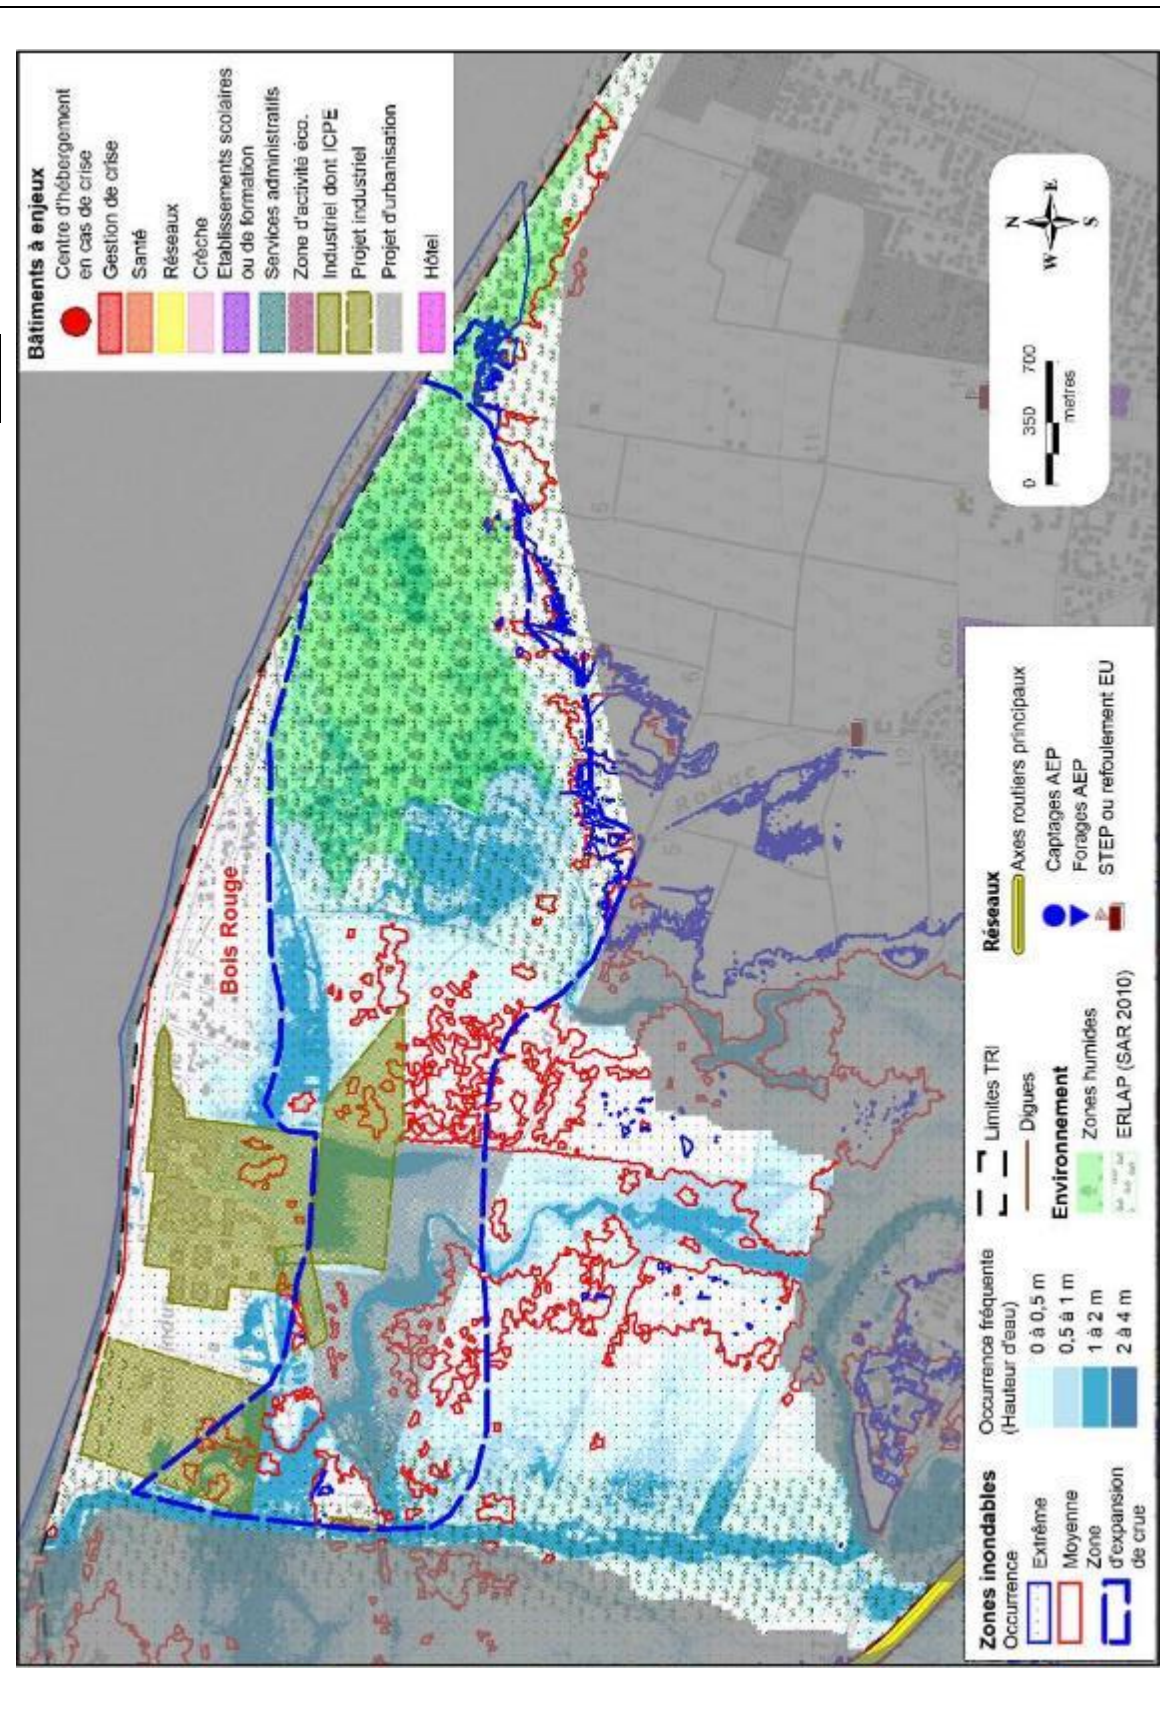 Bâtiments à enjeux
Centre d'hébergement
en cas de crise
Gestion de crise
Santé
Réseaux
Crèche
Etablissements scolaires
ou de formation
Services administratifs
Zone d'activité éco.
Industriel dont ICPE
Projet industriel
Projet d'urbanisation
Hôtel
Bois Rouge
N
W
E
S
0 350 700
metres
Zones inondables
Occurrence
Extrême
Moyenne
Zone
d'expansion
de crue
Occurrence fréquente
(Hauteur d'eau)
0 à 0,5 m
0,5 à 1 m
1 à 2 m
2 à 4 m
Limites TRI
Digues
Environnement
Zones humides
ERLAP (SAR 2010)
Réseaux
Axes routiers principaux
Captages AEP
Forages AEP
STEP ou refoulement EU
Coll
Rouge